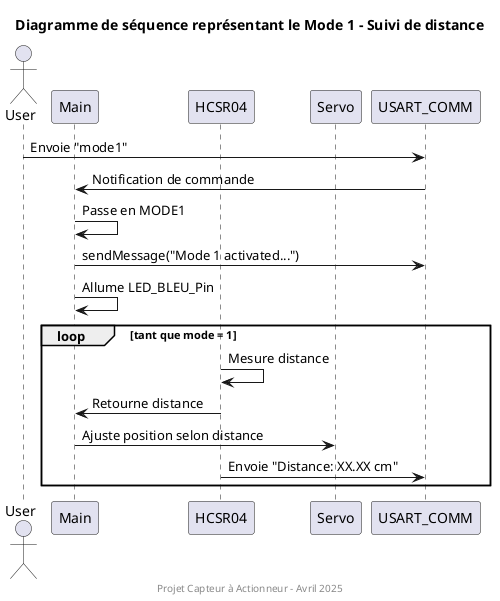 Diagramme de séquence représentant le Mode 1 - Suivi de distance
User
Main
HCSR04
Servo
USART_COMM
Envoie "mode1"
Notification de commande
Passe en MODE1
sendMessage("Mode 1 activated...")
Allume LED_BLEU_Pin
loop [tant que mode = 1]
Mesure distance
Retourne distance
Ajuste position selon distance
Envoie "Distance: XX.XX cm"
User
Main
HCSR04
Servo
USART_COMM
Projet Capteur à Actionneur - Avril 2025